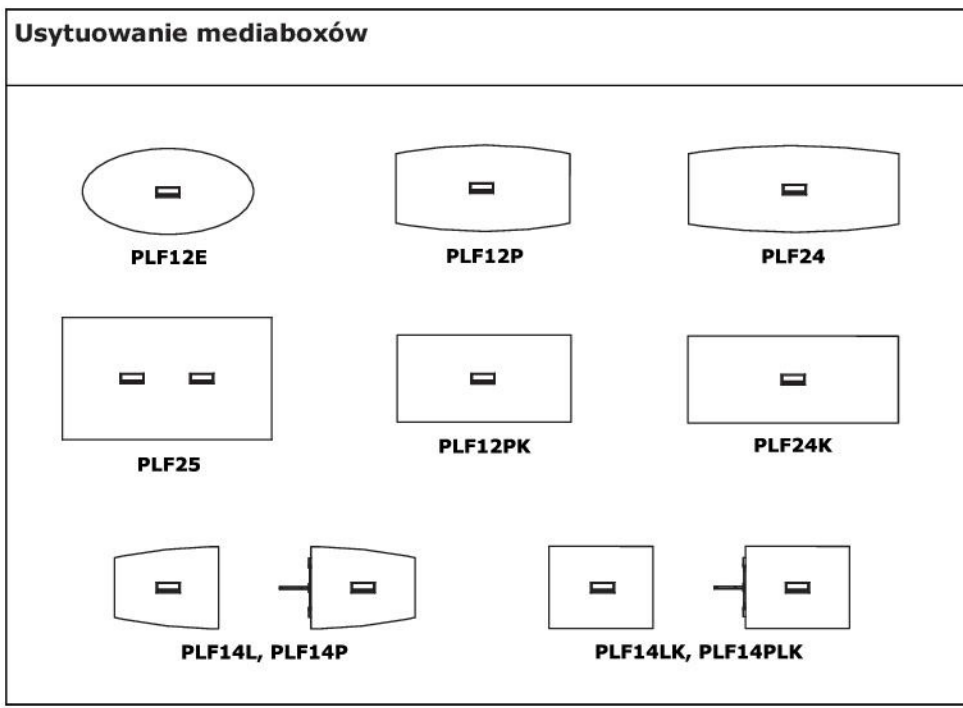 Usytuowanie mediaboxów
PLF12E
PLF12P
PLF24
PLF25
PLF12PK
PLF24K
PLF14L, PLF14P
PLF14LK, PLF14PLK